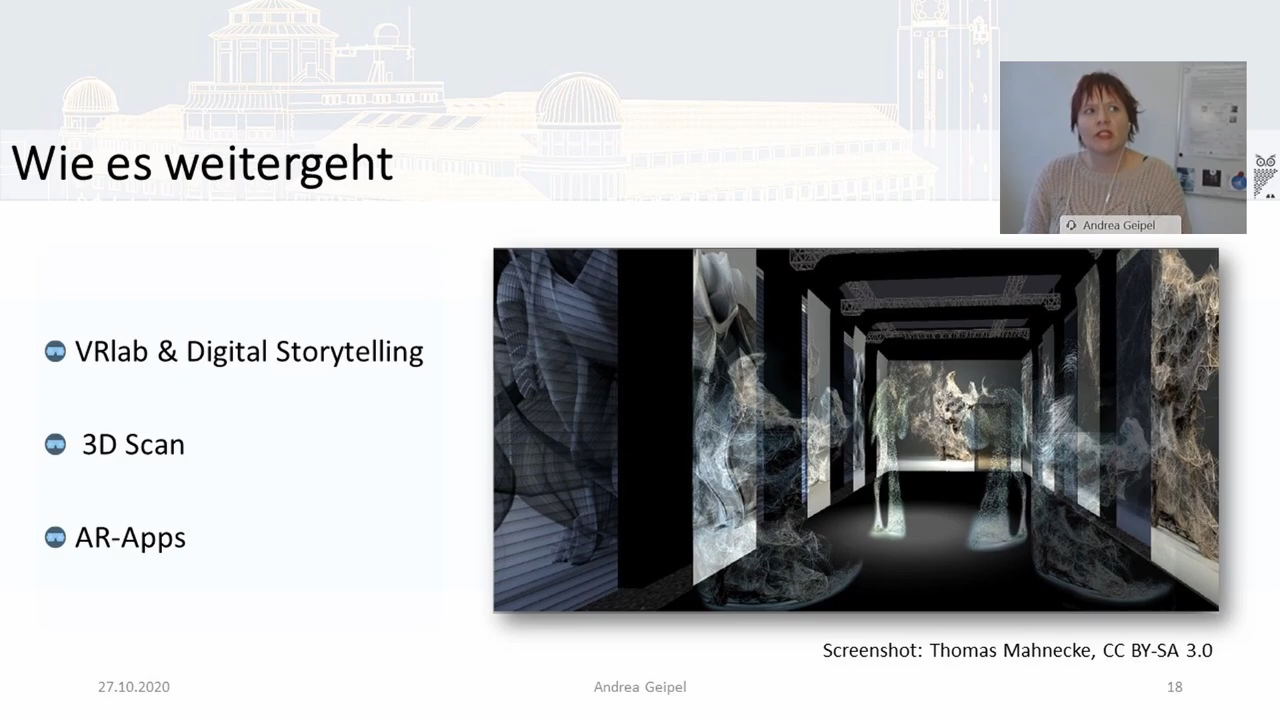 Wie es weitergeht
Andrea Geipel
VRlab & Digital Storytelling
3D Scan
AR-Apps
Screenshot: Thomas Mahnecke, CC BY-SA 3.0
27.10.2020
Andrea Geipel
18